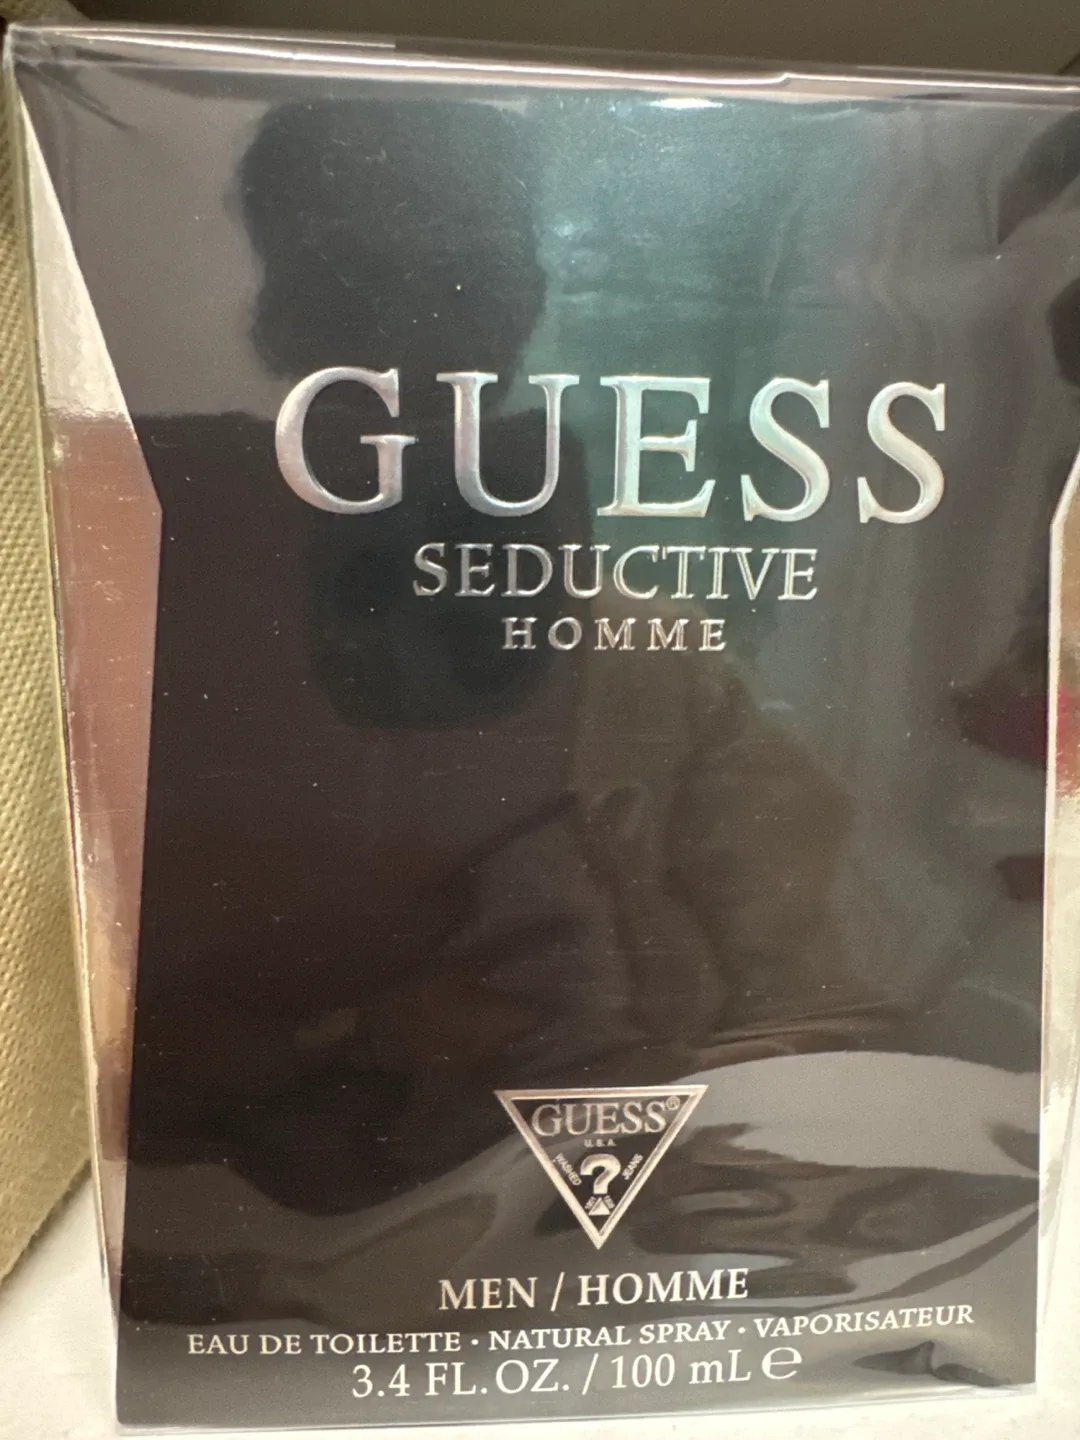 GUESS
SEDUCTIVE
HOMME
GUESS®
U.S.A.
WASHED ? JEANS
MEN / HOMME
EAU DE TOILETTE • NATURAL SPRAY • VAPORISATEUR
3.4 FL. OZ. / 100 mL ℮